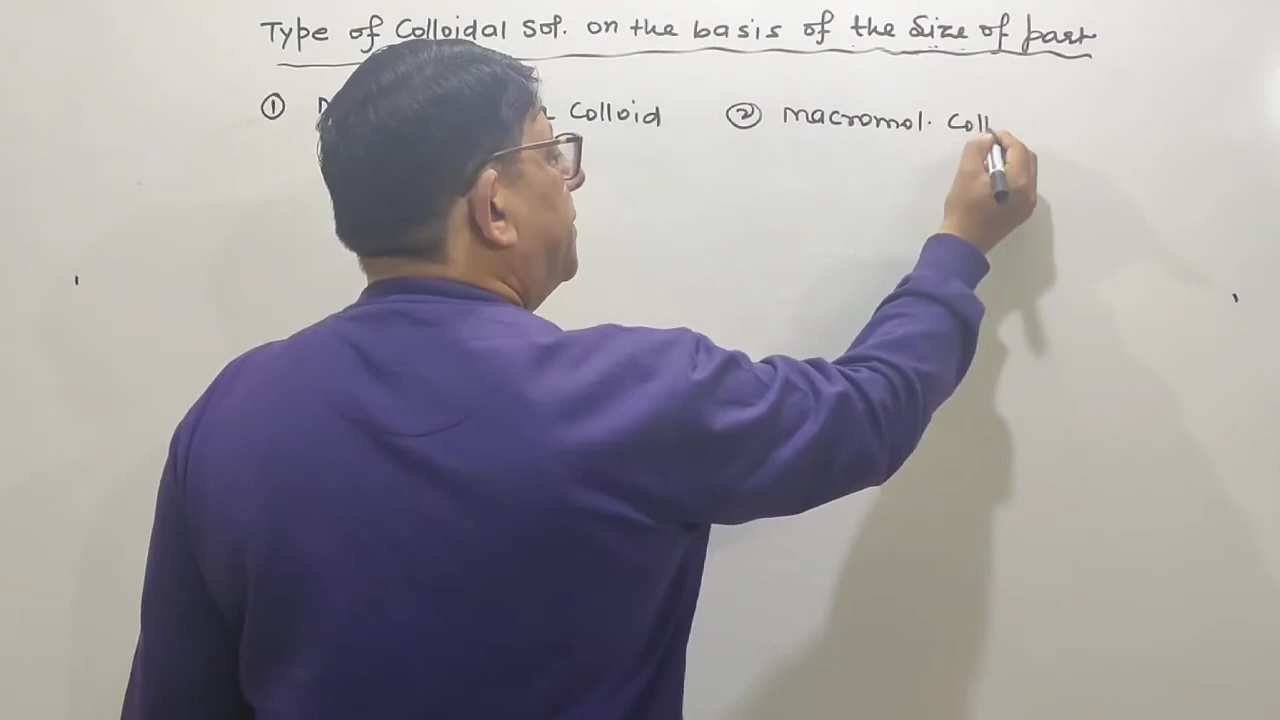 Type of Colloidal Sol. on the basis of the Size of part
① Colloid ② Macromol. Coll